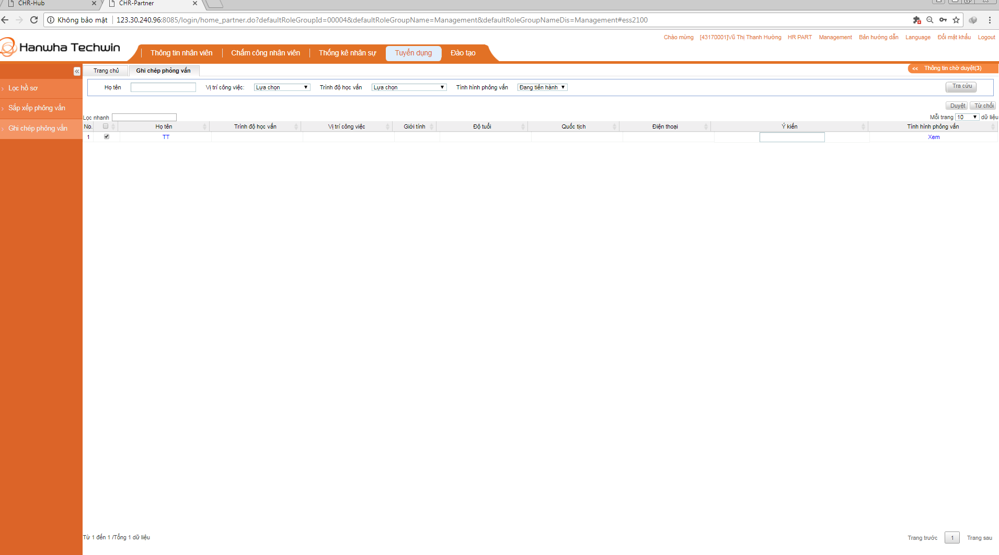 CHR-Hub
CHR-Partner
Không bảo mật 123.30.240.96:8085/login/home_partner.do?defaultRoleGroupId=00004&defaultRoleGroupName=Management&defaultRoleGroupNameDis=Management#ess2100
Chào mừng [43170001]Vũ Thị Thanh Hường HR PART Management Bản hướng dẫn Language Đổi mật khẩu Logout
Hanwha Techwin
Thông tin nhân viên Chấm công nhân viên Thống kê nhân sự Tuyển dụng Đào tạo
Trang chủ Ghi chép phỏng vấn << Thông tin chờ duyệt(3)
Lọc hồ sơ
Sắp xếp phỏng vấn
Ghi chép phỏng vấn
Họ tên Vị trí công việc: Lựa chọn Trình độ học vấn Lựa chọn Tình hình phỏng vấn Đang tiến hành Tra cứu
Duyệt Từ chối
Lọc nhanh Mỗi trang 10 dữ liệu
No. Họ tên Trình độ học vấn Vị trí công việc Giới tính Độ tuổi Quốc tịch Điện thoại Ý kiến Tình hình phỏng vấn
1 TT Xem
Từ 1 đến 1 /Tổng 1 dữ liệu Trang trước 1 Trang sau